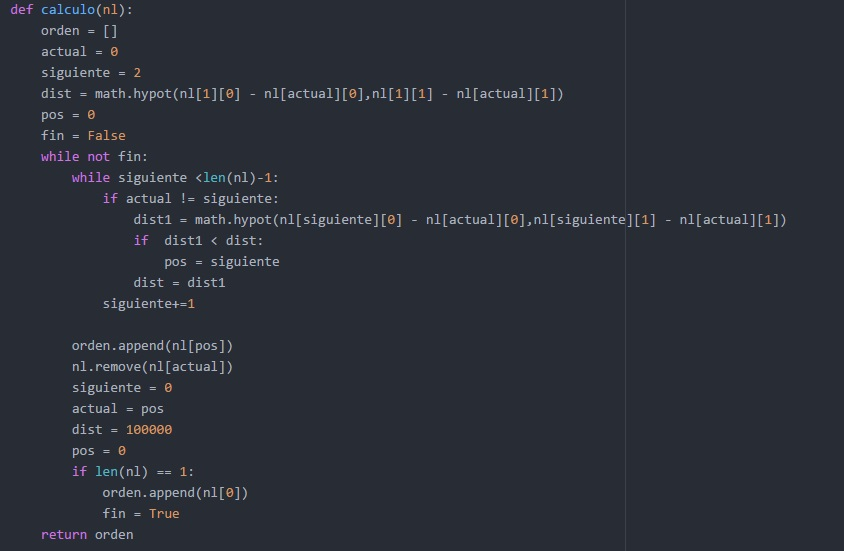 def calculo(nl):
    orden = []
    actual = 0
    siguiente = 2
    dist = math.hypot(nl[1][0] - nl[actual][0],nl[1][1] - nl[actual][1])
    pos = 0
    fin = False
    while not fin:
        while siguiente <len(nl)-1:
            if actual != siguiente:
                dist1 = math.hypot(nl[siguiente][0] - nl[actual][0],nl[siguiente][1] - nl[actual][1])
                if  dist1 < dist:
                    pos = siguiente
                dist = dist1
            siguiente+=1

        orden.append(nl[pos])
        nl.remove(nl[actual])
        siguiente = 0
        actual = pos
        dist = 100000
        pos = 0
        if len(nl) == 1:
            orden.append(nl[0])
            fin = True
    return orden